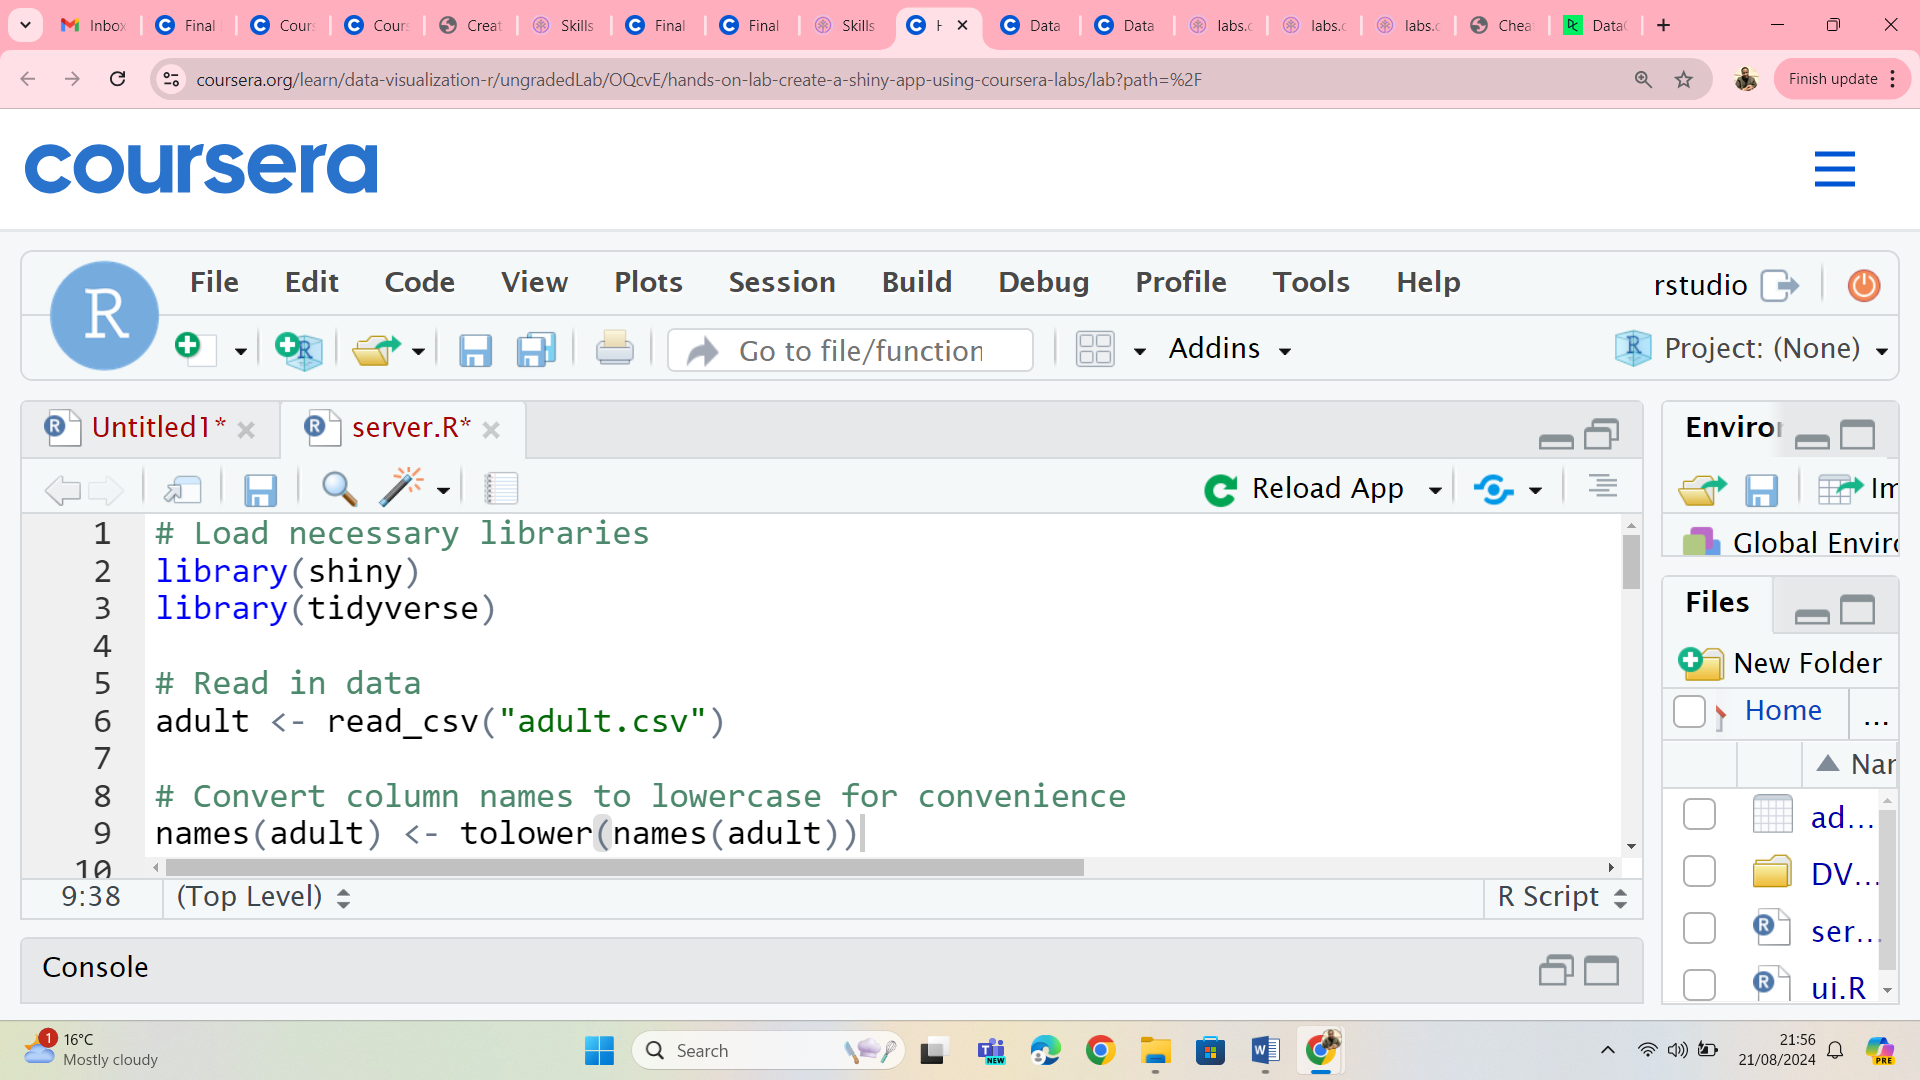 Inbox
Final
Cours
Cours
Creat
Skills
Final
Final
Skills
H
Data
Data
labs.c
labs.c
labs.c
Chea
Data
coursera.org/learn/data-visualization-r/ungradedLab/OQcvE/hands-on-lab-create-a-shiny-app-using-coursera-labs/lab?path=%2F
Finish update
coursera
R
File Edit Code View Plots Session Build Debug Profile Tools Help
rstudio
Go to file/function
Addins
R Project: (None)
R Untitled1*
R server.R*
Reload App
1 # Load necessary libraries
2 library(shiny)
3 library(tidyverse)
4
5 # Read in data
6 adult <- read_csv("adult.csv")
7
8 # Convert column names to lowercase for convenience
9 names(adult) <- tolower(names(adult))
10
9:38 (Top Level) R Script
Console
Enviror
Im
Global Enviro
Files
New Folder
Home ...
Nar
ad...
DV...
R ser...
R ui.R
1
16°C
Mostly cloudy
Search
NEW
21:56
21/08/2024
PRE